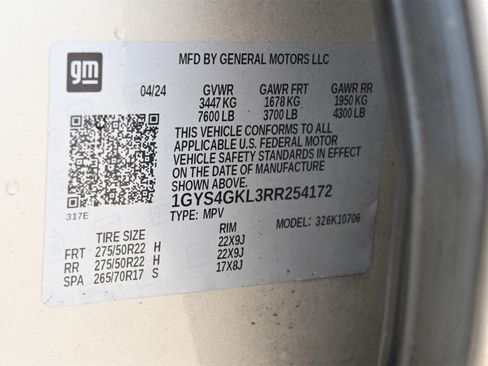 gm
MFD BY GENERAL MOTORS LLC
04/24 GVWR GAWR FRT GAWR RR
3447 KG 1678 KG 1950 KG
7600 LB 3700 LB 4300 LB
THIS VEHICLE CONFORMS TO ALL
APPLICABLE U.S. FEDERAL MOTOR
VEHICLE SAFETY STANDARDS IN EFFECT
ON THE DATE OF MANUFACTURE
SHOWN ABOVE.
1GYS4GKL3RR254172
317E
TYPE: MPV MODEL: 326K10706
TIRE SIZE RIM
FRT 275/50R22 H 22X9J
RR 275/50R22 H 22X9J
SPA 265/70R17 S 17X8J